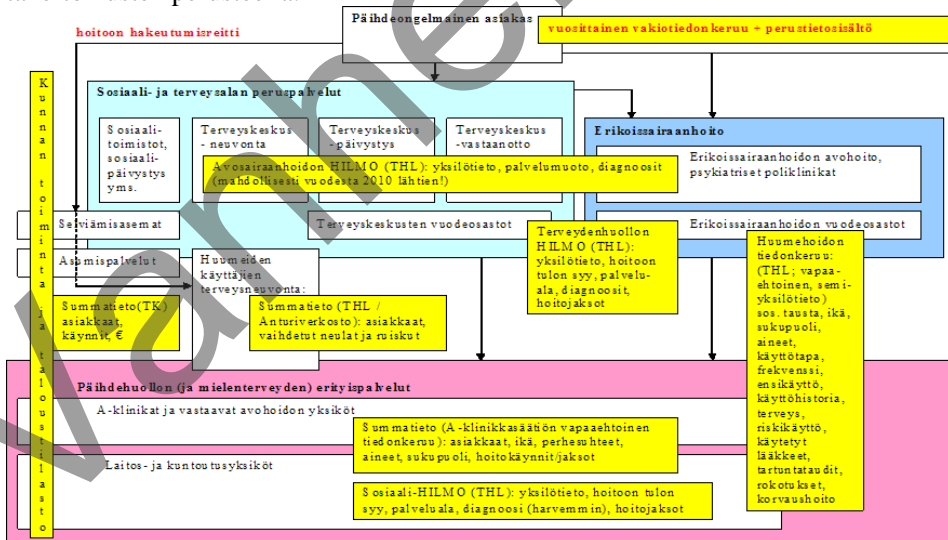 Päihdeongelmainen asiakas
hoitoon hakeutumisreitti
vuosittainen vakiotiedonkeruu + perustietosisältö
Kunnan toiminta ja taloustilasto
Sosiaali- ja terveysalan peruspalvelut
Sosiaali-
toimistot,
sosiaali-
päivystys
yms.
Terveyskeskus
- neuvonta
Terveyskeskus
- päivystys
Terveyskeskus
-vastaanotto
Avosairaanhoidon HILMO (THL): yksilötieto, palvelumuoto, diagnoosit
(mahdollisesti vuodesta 2010 lähtien!)
Erikoissairaanhoito
Erikoissairaanhoidon avohoito,
psykiatriset poliklinikat
Selviämisasemat
Terveyskeskusten vuodeosastot
Erikoissairaanhoidon vuodeosastot
Asumispalvelut
Huumeiden
käyttäjien
terveysneuvonta:
Terveydenhuollon
HILMO (THL):
yksilötieto, hoitoon
tulon syy, palvelu-
ala, diagnoosit,
hoitojaksot
Huumehoidon
tiedonkeruu:
(THL; vapaa-
ehtoinen, semi-
yksilötieto)
sos. tausta, ikä,
sukupuoli,
aineet,
käyttötapa,
frekvenssi,
ensikäyttö,
käyttöhistoria,
terveys,
riskikäyttö,
käytetyt
lääkkeet,
tartuntataudit,
rokotukset,
korvaushoito
Summatieto(TK)
asiakkaat,
käynnit, €
Summatieto (THL /
Anturiverkosto): asiakkaat,
vaihdetut neulat ja ruiskut
Päihdehuollon (ja mielenterveyden) erityispalvelut
A-klinikat ja vastaavat avohoidon yksiköt
Summatieto (A-klinikkasäätiön vapaaehtoinen
tiedonkeruu): asiakkaat, ikä, perhesuhteet,
aineet, sukupuoli, hoitokäynnit/jaksot
Laitos- ja kuntoutusyksiköt
Sosiaali-HILMO (THL): yksilötieto, hoitoon tulon
syy, palveluala, diagnoosi (harvemmin), hoitojaksot